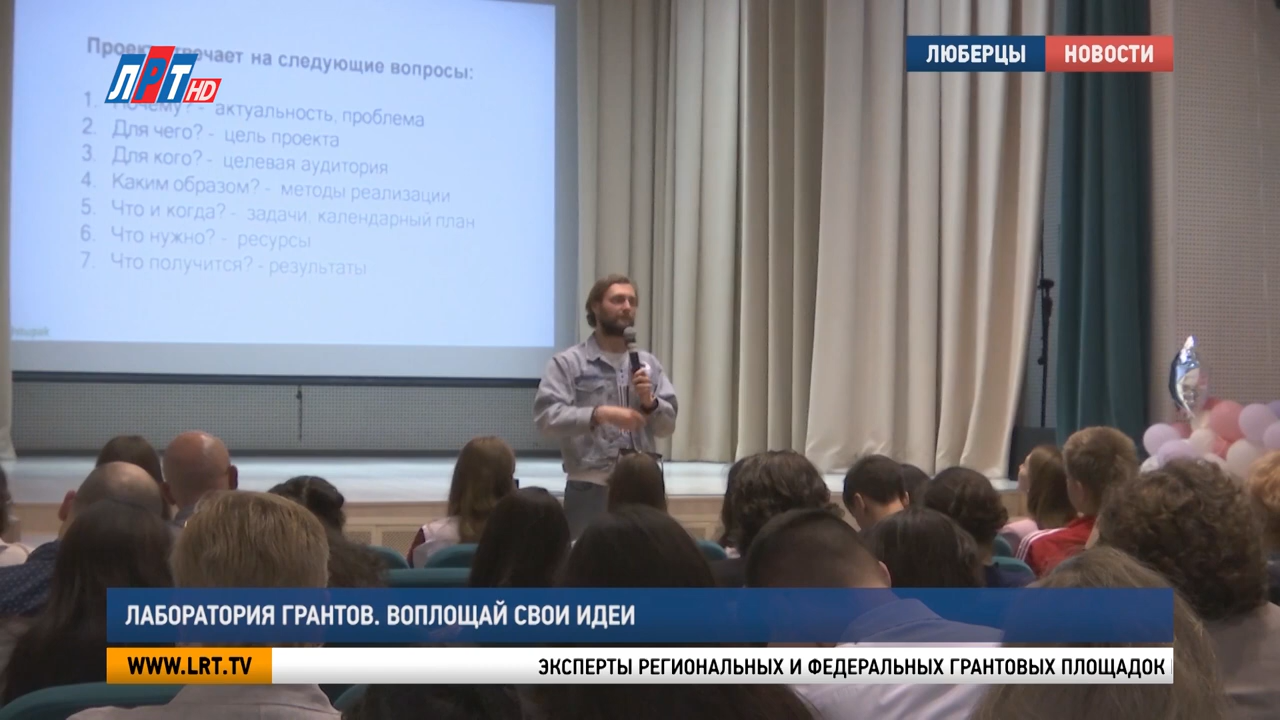 Проект отвечает на следующие вопросы:
ЛРТ HD
ЛЮБЕРЦЫ НОВОСТИ
1. Почему? - актуальность, проблема
2. Для чего? - цель проекта
3. Для кого? - целевая аудитория
4. Каким образом? - методы реализации
5. Что и когда? - задачи, календарный план
6. Что нужно? - ресурсы
7. Что получится? - результаты
ЛАБОРАТОРИЯ ГРАНТОВ. ВОПЛОЩАЙ СВОИ ИДЕИ
WWW.LRT.TV ЭКСПЕРТЫ РЕГИОНАЛЬНЫХ И ФЕДЕРАЛЬНЫХ ГРАНТОВЫХ ПЛОЩАДОК